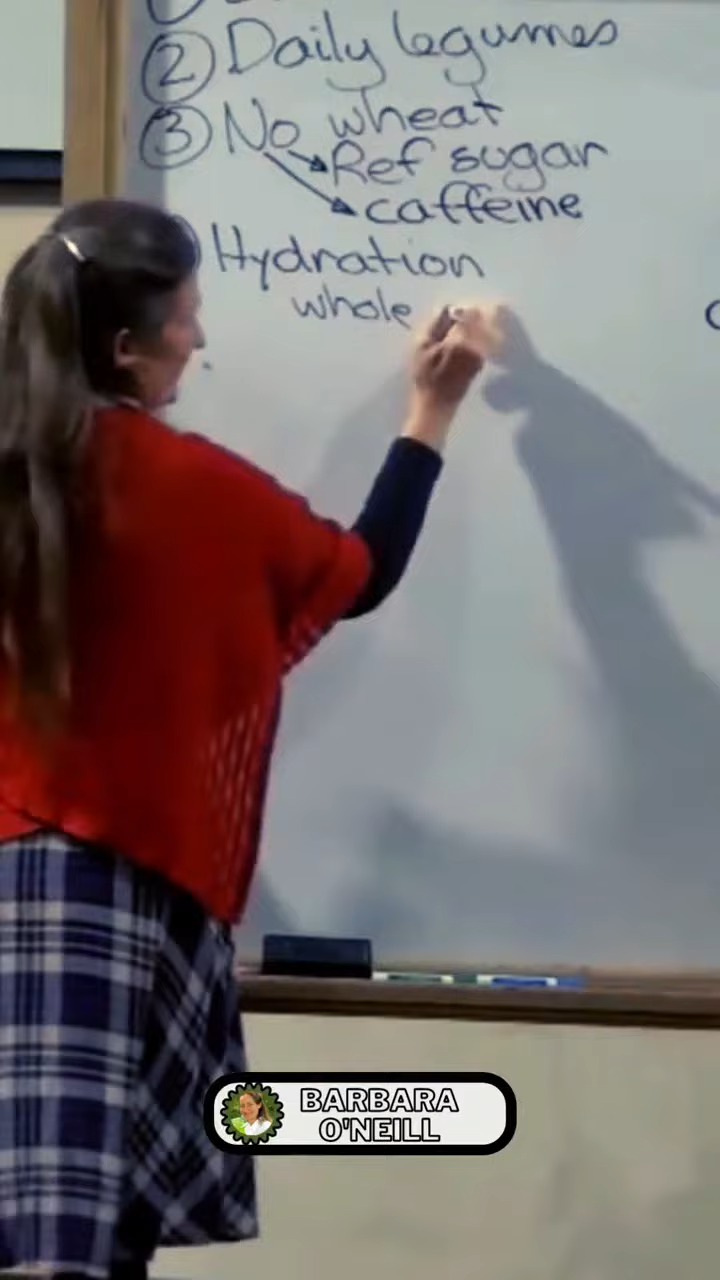 ② Daily legumes
③ No wheat
Ref sugar
caffeine
Hydration
whole
BARBARA
O'NEILL